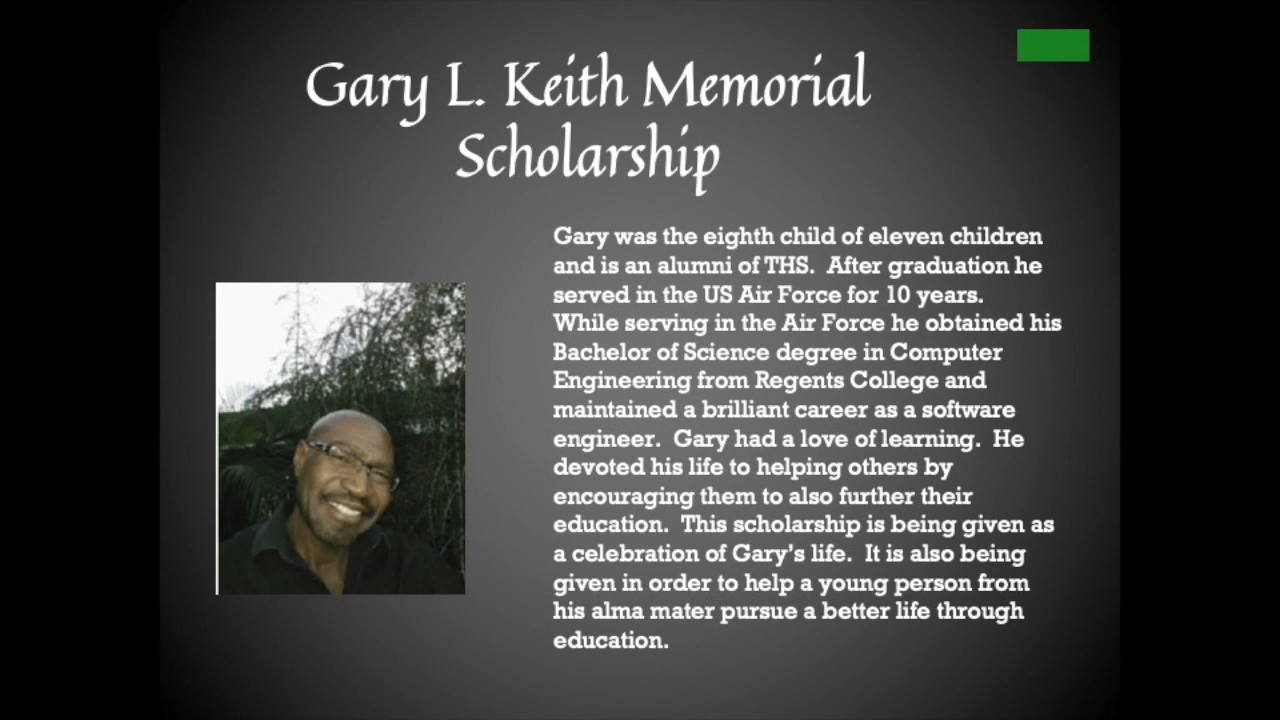 Gary L. Keith Memorial
Scholarship
Gary was the eighth child of eleven children
and is an alumni of THS.  After graduation he
served in the US Air Force for 10 years.
While serving in the Air Force he obtained his
Bachelor of Science degree in Computer
Engineering from Regents College and
maintained a brilliant career as a software
engineer.  Gary had a love of learning.  He
devoted his life to helping others by
encouraging them to also further their
education.  This scholarship is being given as
a celebration of Gary’s life.  It is also being
given in order to help a young person from
his alma mater pursue a better life through
education.